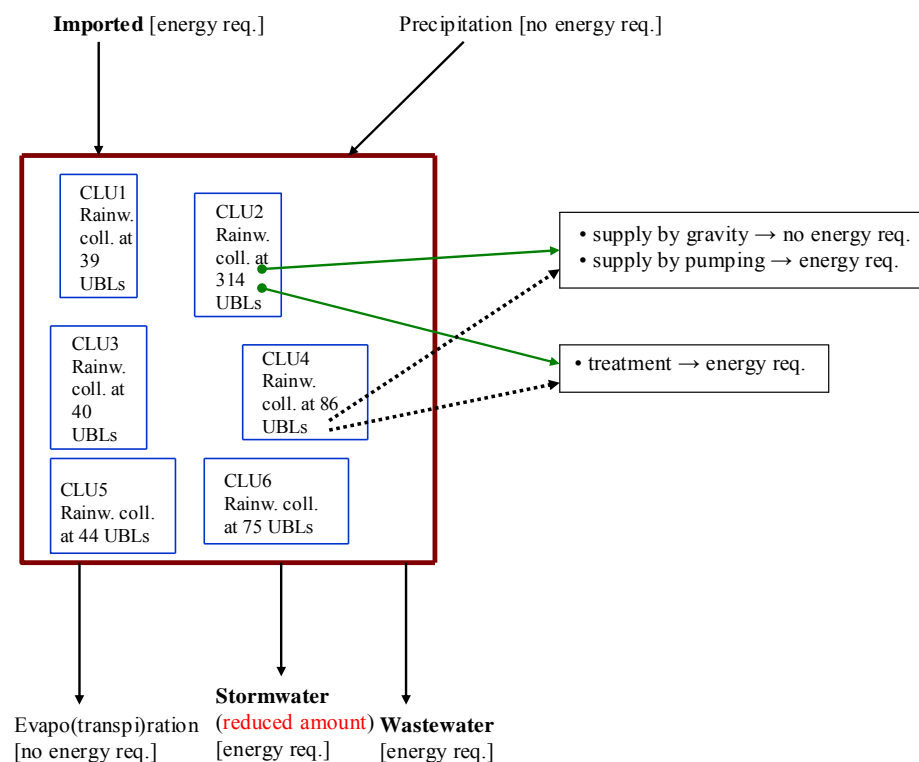 Imported [energy req.]
Precipitation [no energy req.]
CLU1
Rainw.
coll. at
39
UBLs
CLU2
Rainw.
coll. at
314
UBLs
• supply by gravity → no energy req.
• supply by pumping → energy req.
CLU3
Rainw.
coll. at
40
UBLs
CLU4
Rainw.
coll. at 86
UBLs
• treatment → energy req.
CLU5
Rainw. coll.
at 44 UBLs
CLU6
Rainw. coll.
at 75 UBLs
Evapo(transpi)ration
[no energy req.]
Stormwater
(reduced amount)
[energy req.]
Wastewater
[energy req.]